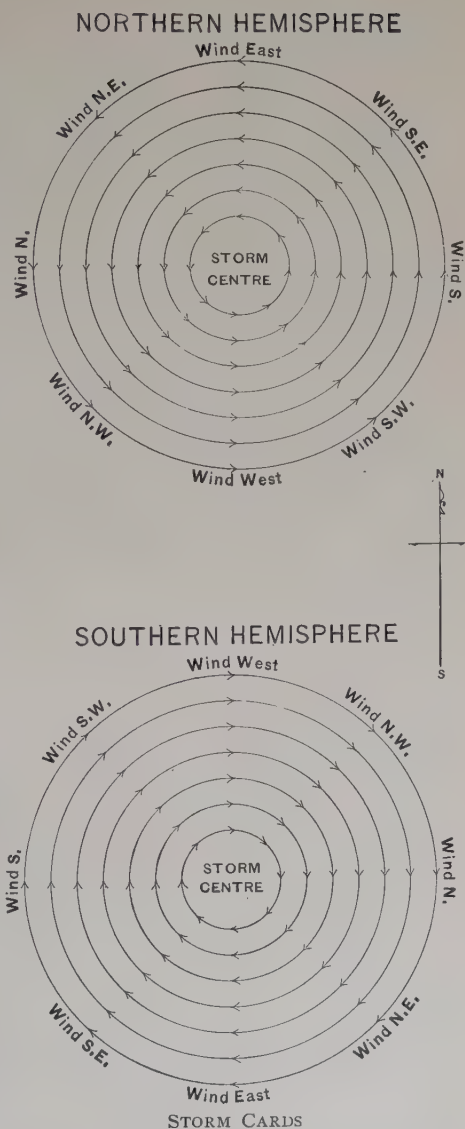 NORTHERN HEMISPHERE
Wind East
Wind N.E.
Wind S.E.
Wind N.
STORM
CENTRE
Wind S.
Wind N.W.
Wind S.W.
Wind West
N
S
SOUTHERN HEMISPHERE
Wind West
Wind S.W.
Wind N.W.
Wind S.
STORM
CENTRE
Wind N.
Wind S.E.
Wind N.E.
Wind East
STORM CARDS